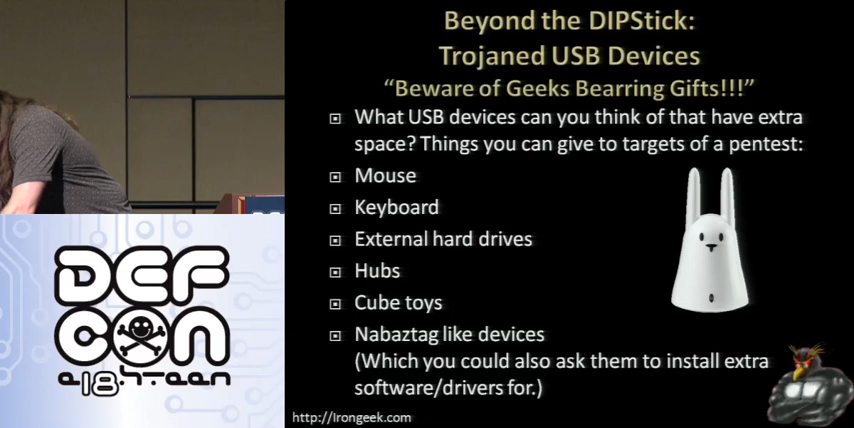 Beyond the DIPStick:
Trojaned USB Devices
“Beware of Geeks Bearring Gifts!!!”
What USB devices can you think of that have extra
space? Things you can give to targets of a pentest:
Mouse
Keyboard
External hard drives
Hubs
Cube toys
Nabaztag like devices
(Which you could also ask them to install extra
software/drivers for.)
http://Irongeek.com
DEF
CON
e18hteen